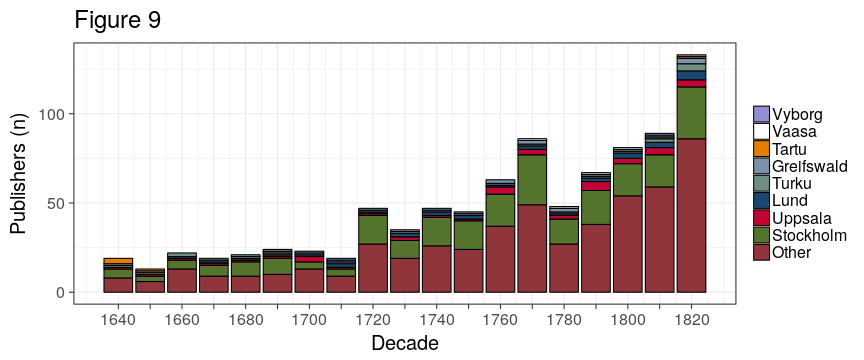 Figure 9
Publishers (n)
100
50
0
1640 1660 1680 1700 1720 1740 1760 1780 1800 1820
Decade
Vyborg
Vaasa
Tartu
Greifswald
Turku
Lund
Uppsala
Stockholm
Other